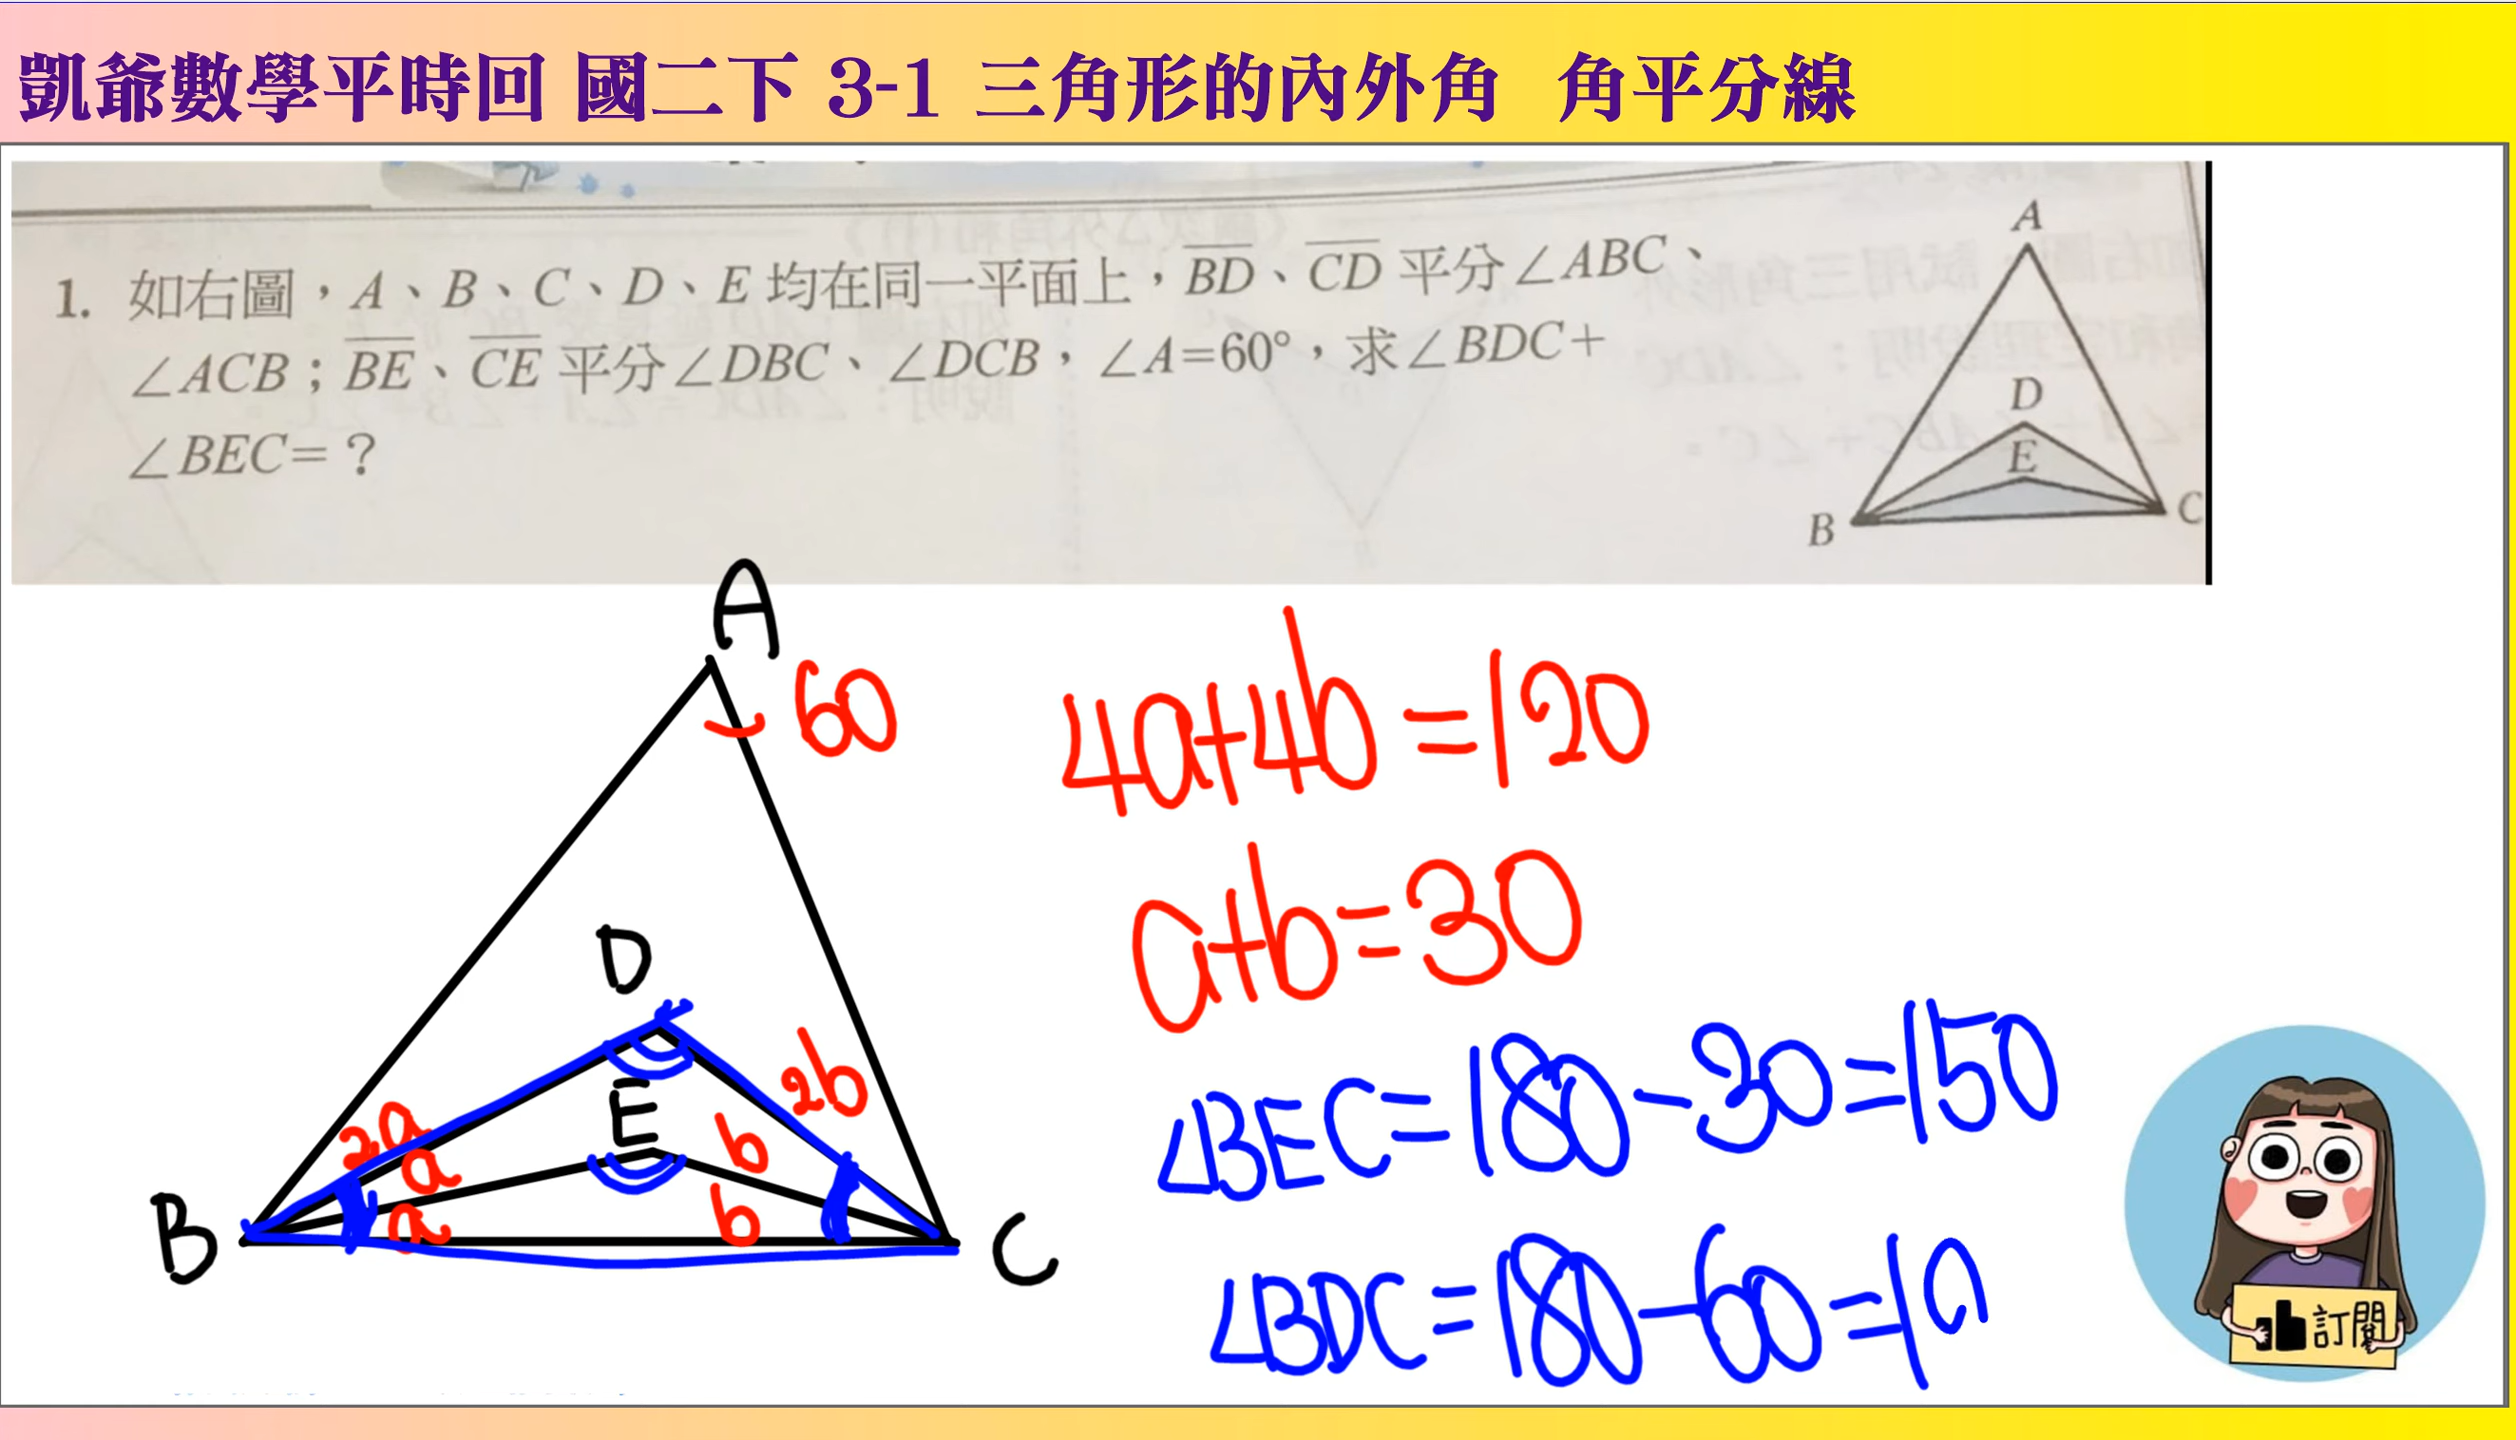 凱爺數學平時回 國二下 3-1 三角形的內外角 角平分線
1. 如右圖，A、B、C、D、E 均在同一平面上，BD、CD 平分∠ABC、
∠ACB；BE、CE 平分∠DBC、∠DCB，∠A=60°，求∠BDC+
∠BEC=？
A
D
E
B
C
A
60
D
E
2a
a
a
2b
b
b
B
C
4a+4b=120
a+b=30
∠BEC=180-30=150
∠BDC=180-60=1
訂閱